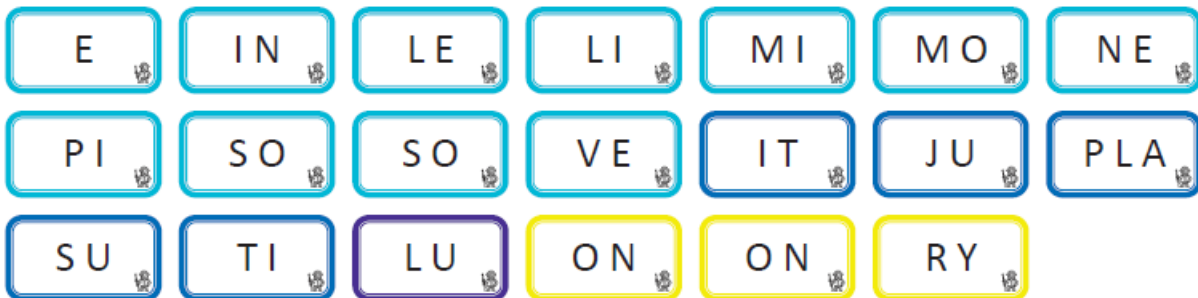 E IN LE LI MI MO NE
PI SO SO VE IT JU PLA
SU TI LU ON ON RY